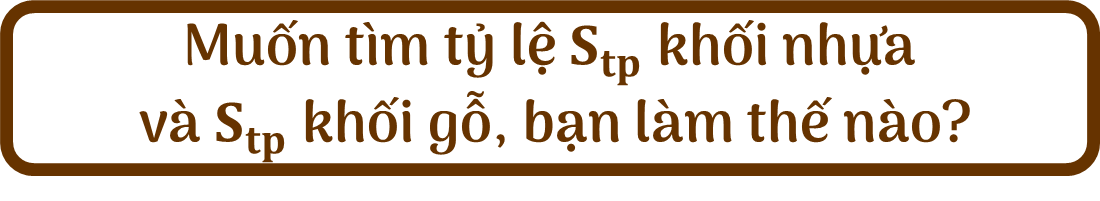 Muốn tìm tỷ lệ Stp khối nhựa
và Stp khối gỗ, bạn làm thế nào?